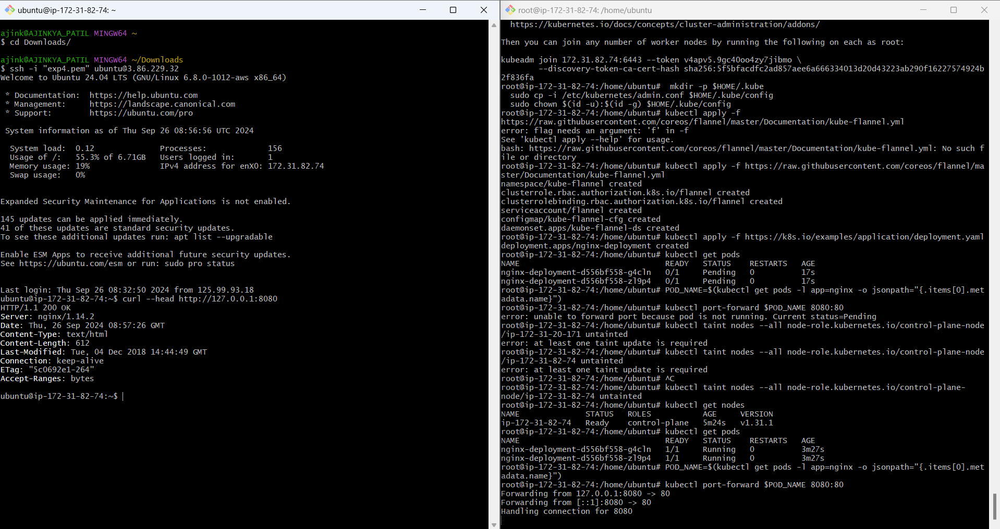 ubuntu@ip-172-31-82-74: ~
ajink@AJINKYA_PATIL MINGW64 ~
$ cd Downloads/
ajink@AJINKYA_PATIL MINGW64 ~/Downloads
$ ssh -i "exp4.pem" ubuntu@3.86.229.32
Welcome to Ubuntu 24.04 LTS (GNU/Linux 6.8.0-1012-aws x86_64)
* Documentation:  https://help.ubuntu.com
* Management:     https://landscape.canonical.com
* Support:        https://ubuntu.com/pro
System information as of Thu Sep 26 08:56:56 UTC 2024
System load:  0.12              Processes:             156
Usage of /:   55.3% of 6.71GB   Users logged in:       1
Memory usage: 19%               IPv4 address for enX0: 172.31.82.74
Swap usage:   0%
Expanded Security Maintenance for Applications is not enabled.
145 updates can be applied immediately.
41 of these updates are standard security updates.
To see these additional updates run: apt list --upgradable
Enable ESM Apps to receive additional future security updates.
See https://ubuntu.com/esm or run: sudo pro status
Last login: Thu Sep 26 08:32:50 2024 from 125.99.93.18
ubuntu@ip-172-31-82-74:~$ curl --head http://127.0.0.1:8080
HTTP/1.1 200 OK
Server: nginx/1.14.2
Date: Thu, 26 Sep 2024 08:57:26 GMT
Content-Type: text/html
Content-Length: 612
Last-Modified: Tue, 04 Dec 2018 14:44:49 GMT
Connection: keep-alive
ETag: "5c0692e1-264"
Accept-Ranges: bytes
ubuntu@ip-172-31-82-74:~$
root@ip-172-31-82-74: /home/ubuntu
https://kubernetes.io/docs/concepts/cluster-administration/addons/
Then you can join any number of worker nodes by running the following on each as root:
kubeadm join 172.31.82.74:6443 --token v4apv5.9gc40oo4zy7jibmo \
--discovery-token-ca-cert-hash sha256:5f5bfacdfc2ad857aee6a666334013d20d43223ab290f16227574924b
2f836fa
root@ip-172-31-82-74:/home/ubuntu#  mkdir -p $HOME/.kube
sudo cp -i /etc/kubernetes/admin.conf $HOME/.kube/config
sudo chown $(id -u):$(id -g) $HOME/.kube/config
root@ip-172-31-82-74:/home/ubuntu# kubectl apply -f
https://raw.githubusercontent.com/coreos/flannel/master/Documentation/kube-flannel.yml
error: flag needs an argument: 'f' in -f
See 'kubectl apply --help' for usage.
bash: https://raw.githubusercontent.com/coreos/flannel/master/Documentation/kube-flannel.yml: No such f
ile or directory
root@ip-172-31-82-74:/home/ubuntu# kubectl apply -f https://raw.githubusercontent.com/coreos/flannel/ma
ster/Documentation/kube-flannel.yml
namespace/kube-flannel created
clusterrole.rbac.authorization.k8s.io/flannel created
clusterrolebinding.rbac.authorization.k8s.io/flannel created
serviceaccount/flannel created
configmap/kube-flannel-cfg created
daemonset.apps/kube-flannel-ds created
root@ip-172-31-82-74:/home/ubuntu# kubectl apply -f https://k8s.io/examples/application/deployment.yaml
deployment.apps/nginx-deployment created
root@ip-172-31-82-74:/home/ubuntu# kubectl get pods
NAME                               READY   STATUS    RESTARTS   AGE
nginx-deployment-d556bf558-g4cln   0/1     Pending   0          17s
nginx-deployment-d556bf558-zl9p4   0/1     Pending   0          17s
root@ip-172-31-82-74:/home/ubuntu# POD_NAME=$(kubectl get pods -l app=nginx -o jsonpath="{.items[0].met
adata.name}")
root@ip-172-31-82-74:/home/ubuntu# kubectl port-forward $POD_NAME 8080:80
error: unable to forward port because pod is not running. Current status=Pending
root@ip-172-31-82-74:/home/ubuntu# kubectl taint nodes --all node-role.kubernetes.io/control-plane-node
/ip-172-31-20-171 untainted
error: at least one taint update is required
root@ip-172-31-82-74:/home/ubuntu# kubectl taint nodes --all node-role.kubernetes.io/control-plane-node
/ip-172-31-82-74 untainted
error: at least one taint update is required
root@ip-172-31-82-74:/home/ubuntu# ^C
root@ip-172-31-82-74:/home/ubuntu# kubectl taint nodes --all node-role.kubernetes.io/control-plane-
node/ip-172-31-82-74 untainted
root@ip-172-31-82-74:/home/ubuntu# kubectl get nodes
NAME              STATUS   ROLES           AGE     VERSION
ip-172-31-82-74   Ready    control-plane   5m24s   v1.31.1
root@ip-172-31-82-74:/home/ubuntu# kubectl get pods
NAME                               READY   STATUS    RESTARTS   AGE
nginx-deployment-d556bf558-g4cln   1/1     Running   0          3m27s
nginx-deployment-d556bf558-zl9p4   1/1     Running   0          3m27s
root@ip-172-31-82-74:/home/ubuntu# POD_NAME=$(kubectl get pods -l app=nginx -o jsonpath="{.items[0].met
adata.name}")
root@ip-172-31-82-74:/home/ubuntu# kubectl port-forward $POD_NAME 8080:80
Forwarding from 127.0.0.1:8080 -> 80
Forwarding from [::1]:8080 -> 80
Handling connection for 8080